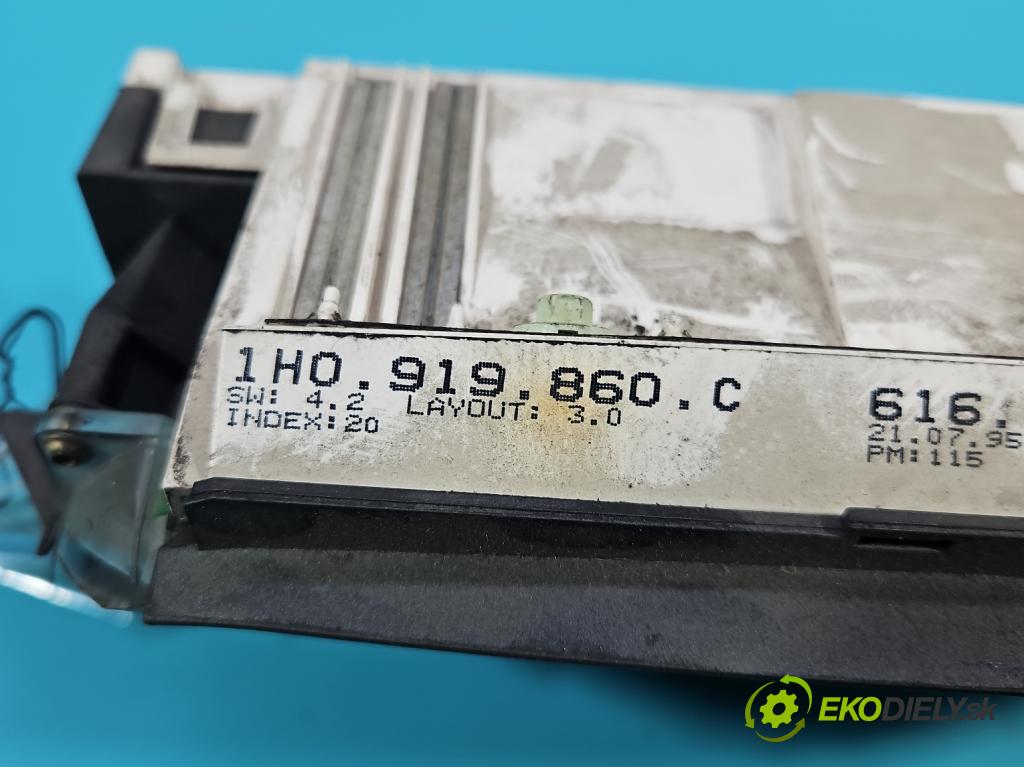 1H0.919.860.C 616.
SW: 4.2 LAYOUT: 3.0 21.07.95
INDEX:20 PM:115
EKODIELY.sk